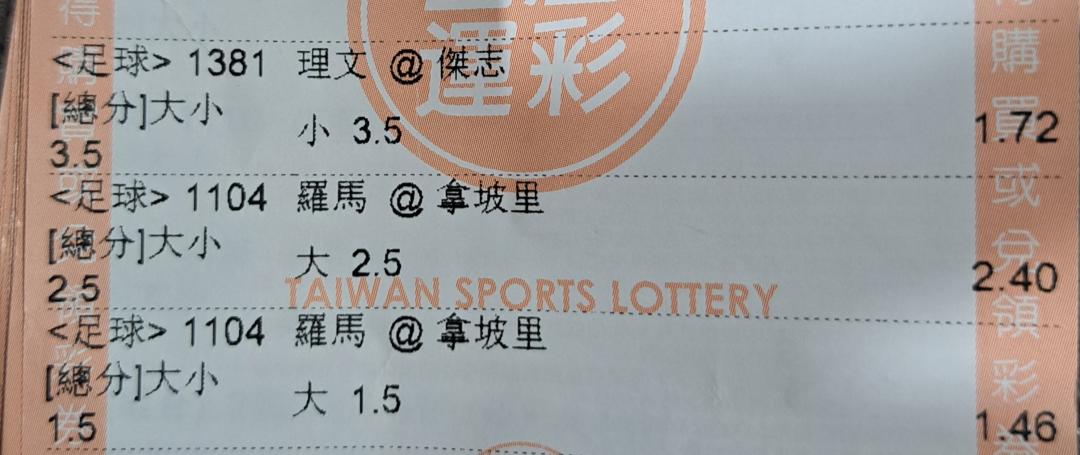 運彩
<足球> 1381 理文 @ 傑志
[總分]大小
3.5
小 3.5
1.72
<足球> 1104 羅馬 @ 拿坡里
[總分]大小
2.5
大 2.5
2.40
TAIWAN SPORTS LOTTERY
<足球> 1104 羅馬 @ 拿坡里
[總分]大小
1.5
大 1.5
1.46
得購
券
購買或兌領彩